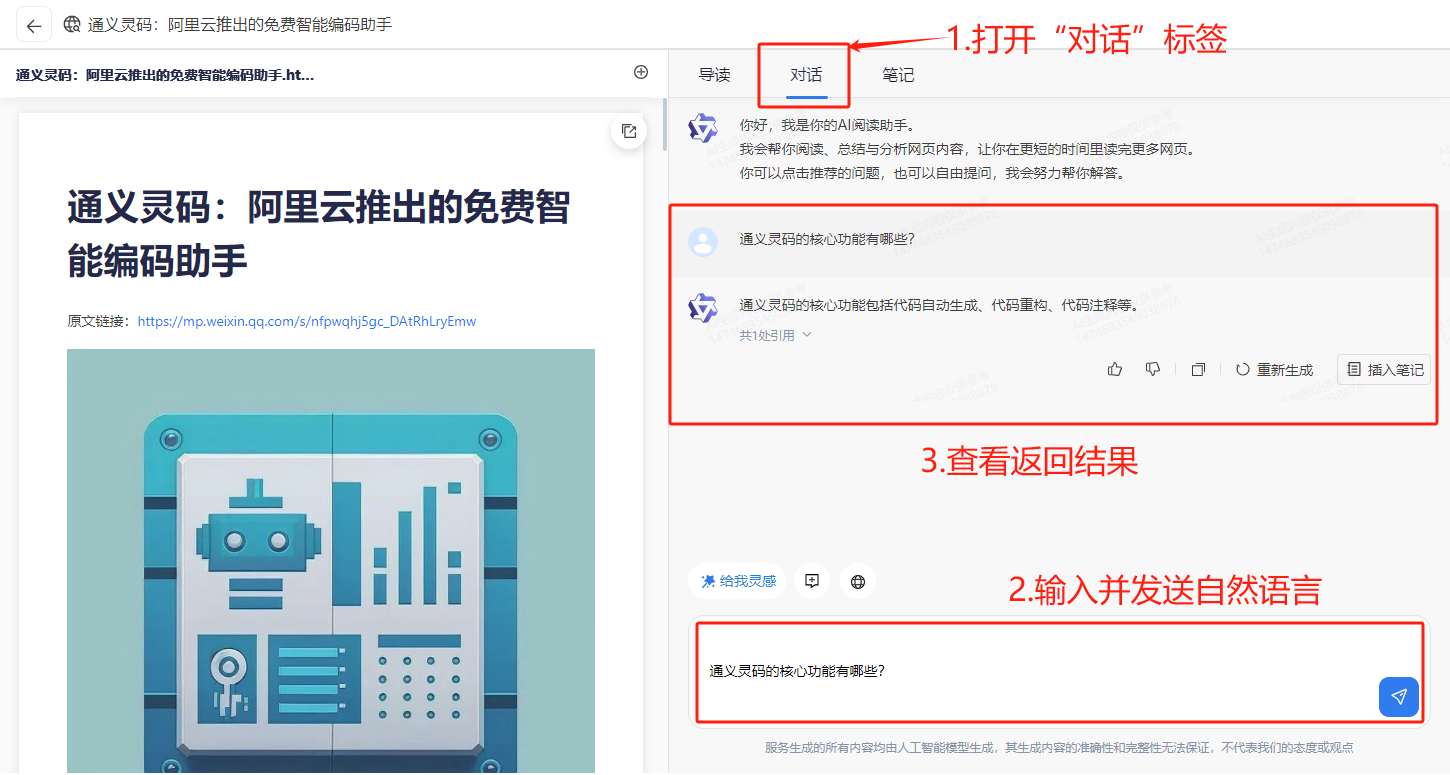 通义灵码：阿里云推出的免费智能编码助手
1.打开“对话”标签
通义灵码：阿里云推出的免费智能编码助手.ht...
导读
对话
笔记
通义灵码：阿里云推出的免费智
能编码助手
原文链接：https://mp.weixin.qq.com/s/nfpwqhj5gc_DAtRhLryEmw
你好，我是你的AI阅读助手。
我会帮你阅读、总结与分析网页内容，让你在更短的时间里读完更多网页。
你可以点击推荐的问题，也可以自由提问，我会努力帮你解答。
通义灵码的核心功能有哪些？
通义灵码的核心功能包括代码自动生成、代码重构、代码注释等。
共1处引用
重新生成
插入笔记
3.查看返回结果
给我灵感
2.输入并发送自然语言
通义灵码的核心功能有哪些？
服务生成的所有内容均由人工智能模型生成，其生成内容的准确性和完整性无法保证，不代表我们的态度或观点